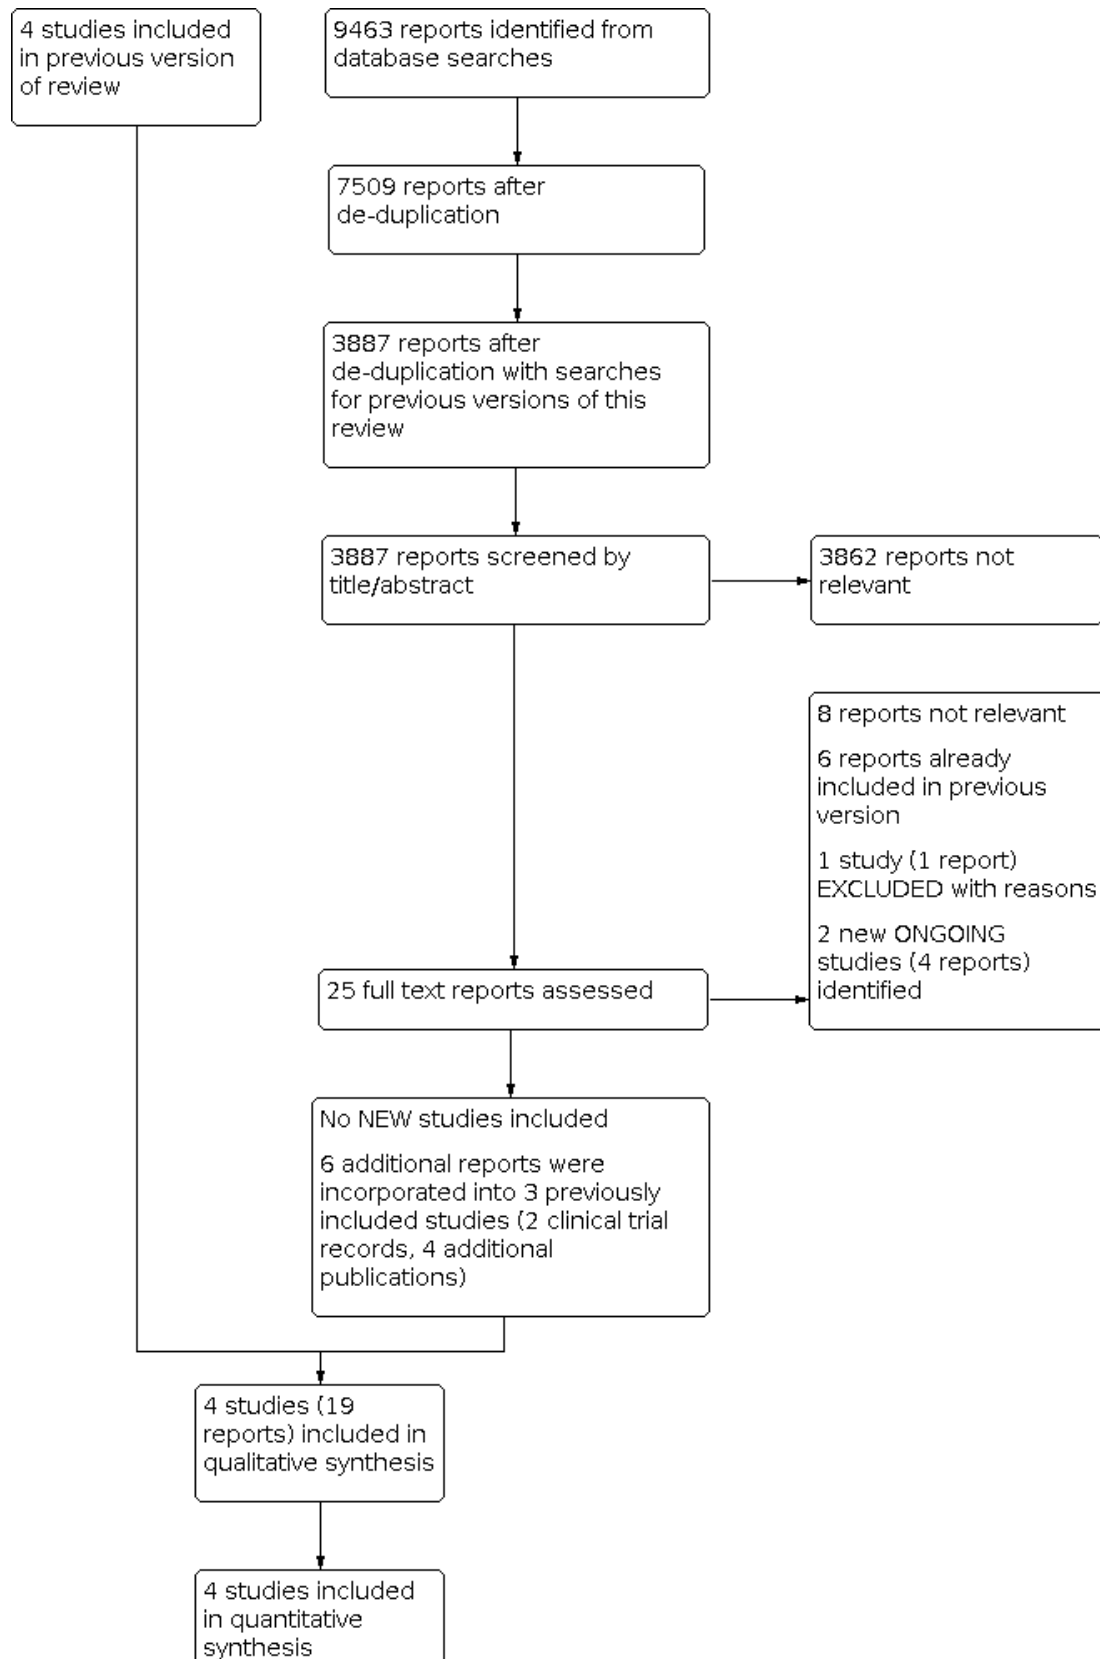 4 studies included
in previous version
of review
9463 reports identified from
database searches
7509 reports after
de-duplication
3887 reports after
de-duplication with searches
for previous versions of this
review
3887 reports screened by
title/abstract
3862 reports not
relevant
8 reports not relevant
6 reports already
included in previous
version
1 study (1 report)
EXCLUDED with reasons
2 new ONGOING
studies (4 reports)
identified
25 full text reports assessed
No NEW studies included
6 additional reports were
incorporated into 3 previously
included studies (2 clinical trial
records, 4 additional
publications)
4 studies (19
reports) included in
qualitative synthesis
4 studies included
in quantitative
synthesis